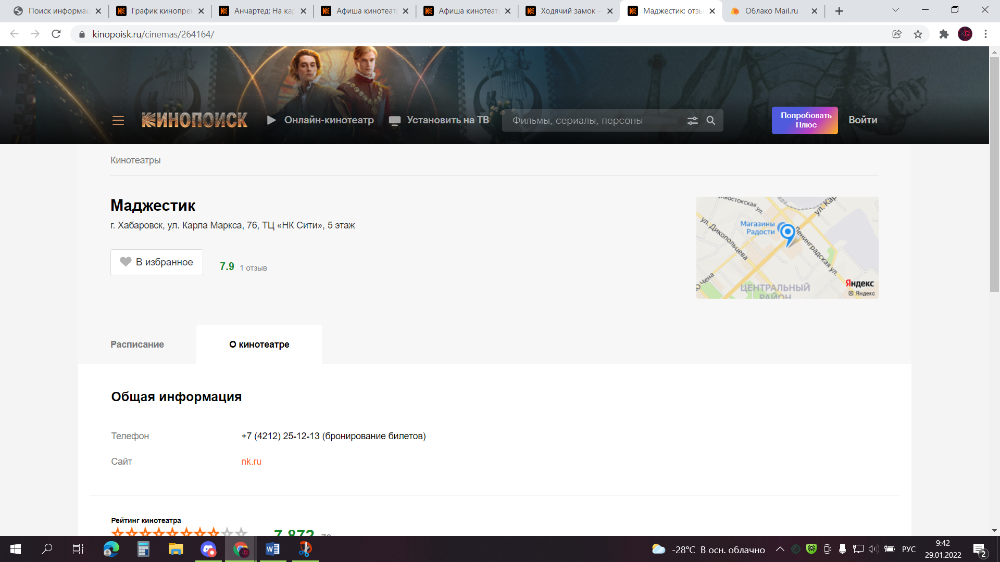 Поиск информац
График кинопрем
Анчартед: На кар
Афиша кинотеат
Афиша кинотеат
Ходячий замок –
Маджестик: отзы
Облако Mail.ru
kinopoisk.ru/cinemas/264164/
КИНОПОИСК
Онлайн-кинотеатр
Установить на ТВ
Фильмы, сериалы, персоны
Попробовать
Плюс
Войти
Кинотеатры
Маджестик
г. Хабаровск, ул. Карла Маркса, 76, ТЦ «НК Сити», 5 этаж
В избранное
7.9 1 отзыв
ивостокская ул.
ул. Кар
Магазины
Радости
ул. Дикопольцева
Ленинградская ул.
Чена
ЦЕНТРАЛЬНЫЙ
РАЙОН
Яндекс
© Яндекс
Расписание
О кинотеатре
Общая информация
Телефон
+7 (4212) 25-12-13 (бронирование билетов)
Сайт
nk.ru
Рейтинг кинотеатра
7.872
-28°C В осн. облачно
РУС
9:42
29.01.2022
2